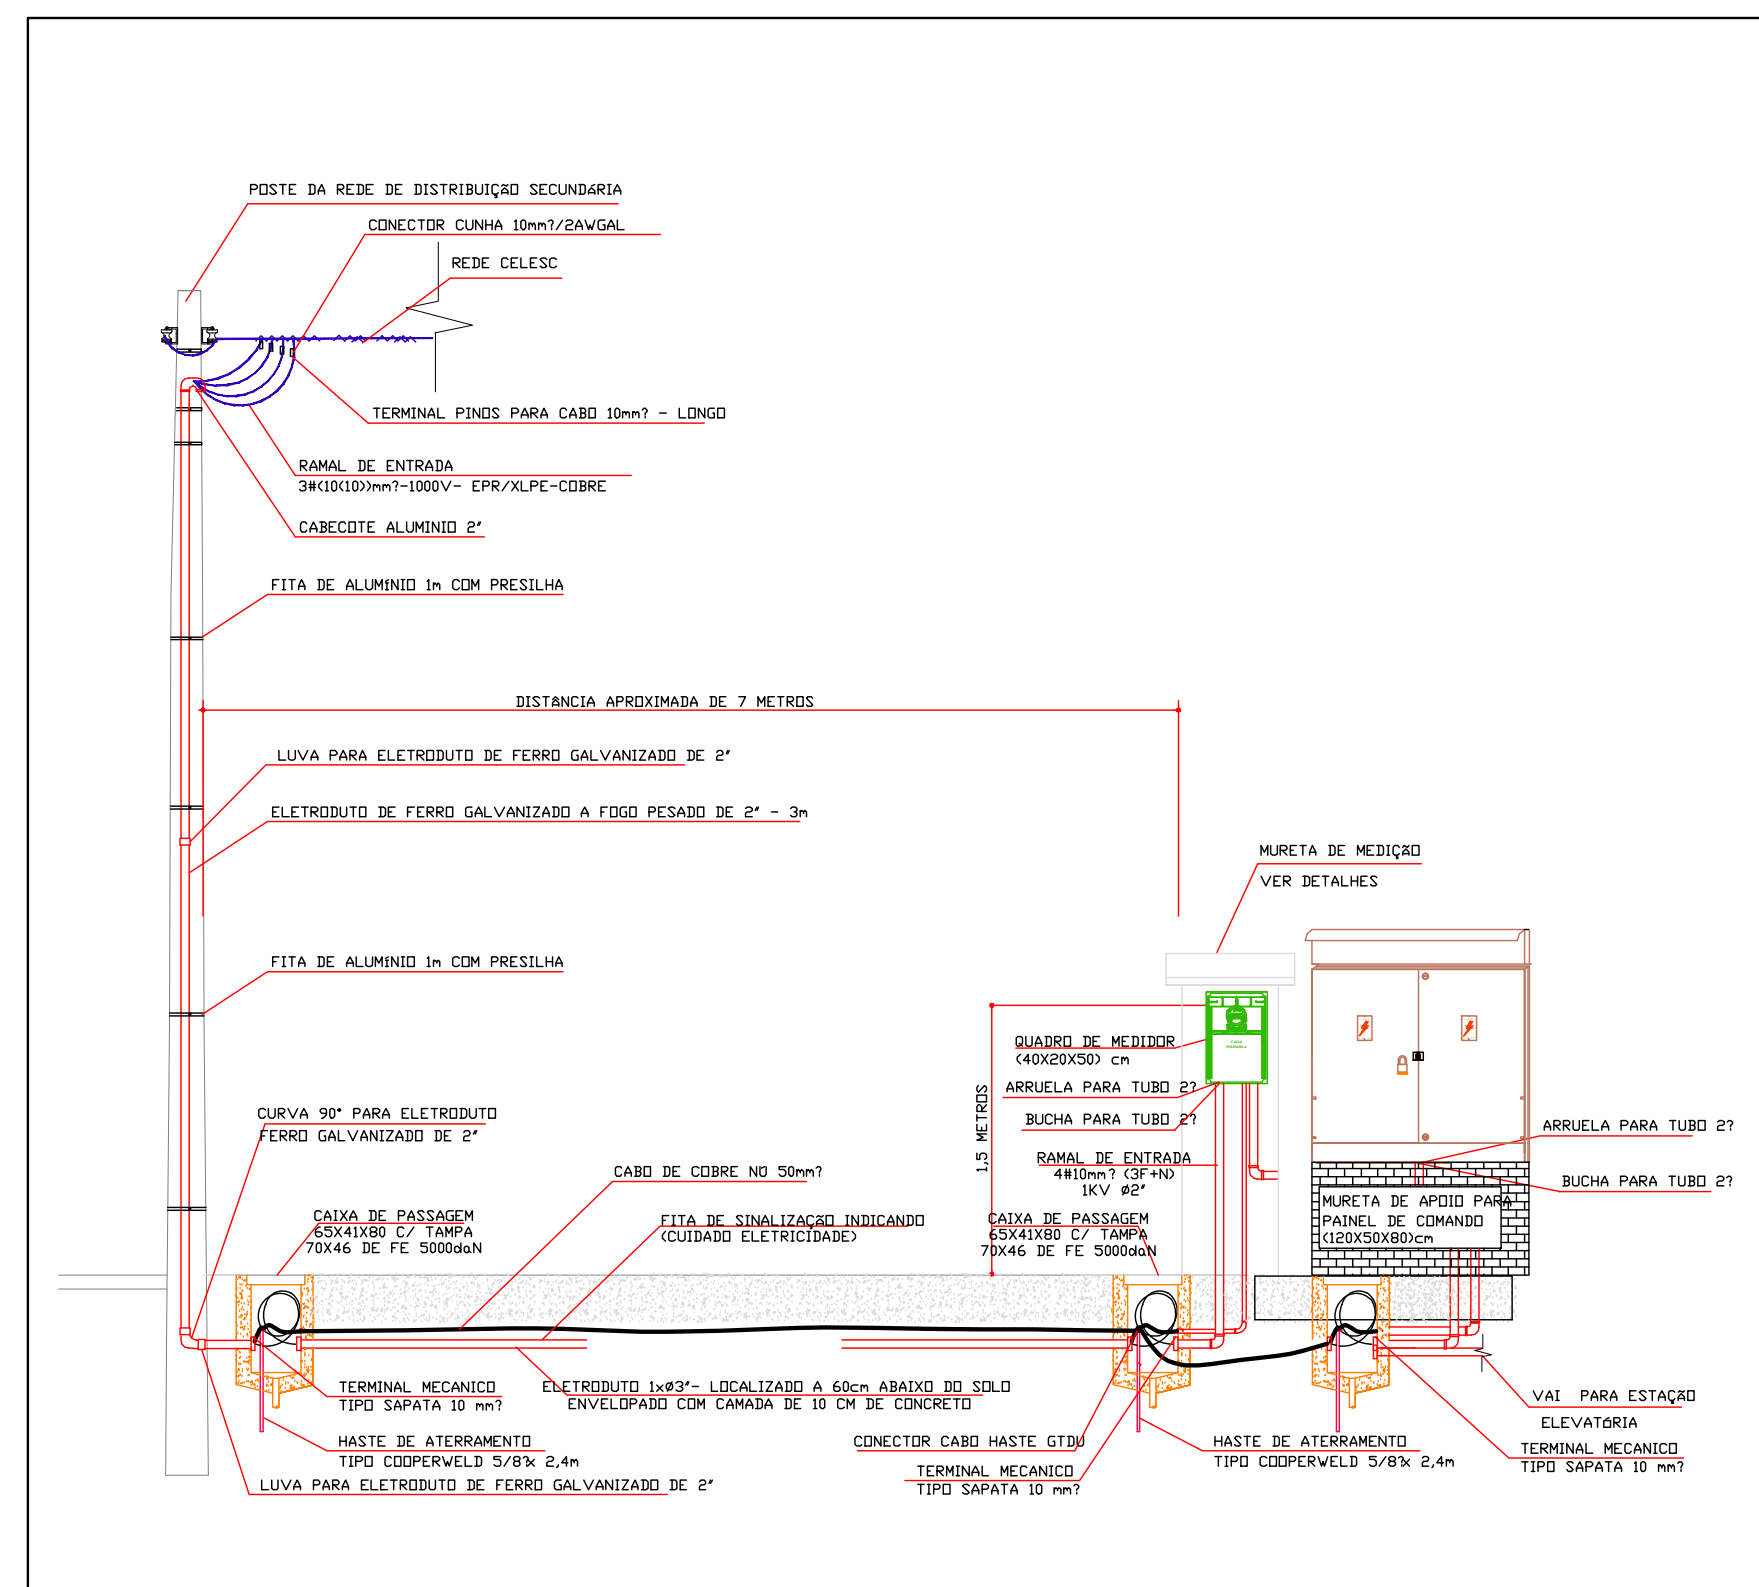 POSTE DA REDE DE DISTRIBUIÇÃO SECUNDáRIA
CONECTOR CUNHA 10mm?/2AWGAL
REDE CELESC
TERMINAL PINOS PARA CABO 10mm? - LONGO
RAMAL DE ENTRADA
3#(10(10))mm?-1000V- EPR/XLPE-COBRE
CABECOTE ALUMINIO 2"
FITA DE ALUMíNIO 1m COM PRESILHA
DISTâNCIA APROXIMADA DE 7 METROS
LUVA PARA ELETRODUTO DE FERRO GALVANIZADO DE 2"
ELETRODUTO DE FERRO GALVANIZADO A FOGO PESADO DE 2" - 3m
MURETA DE MEDIÇÃO
VER DETALHES
FITA DE ALUMíNIO 1m COM PRESILHA
QUADRO DE MEDIDOR
(40X20X50) cm
ARRUELA PARA TUBO 2?
BUCHA PARA TUBO 2?
1,5 METROS
RAMAL DE ENTRADA
4#10mm? (3F+N)
1KV ø2"
CURVA 90° PARA ELETRODUTO
FERRO GALVANIZADO DE 2"
ARRUELA PARA TUBO 2?
BUCHA PARA TUBO 2?
CABO DE COBRE NÚ 50mm?
MURETA DE APOIO PARA
PAINEL DE COMANDO
(120X50X80)cm
CAIXA DE PASSAGEM
65X41X80 C/ TAMPA
70X46 DE FE 5000daN
FITA DE SINALIZAÇÃO INDICANDO
(CUIDADO ELETRICIDADE)
CAIXA DE PASSAGEM
65X41X80 C/ TAMPA
70X46 DE FE 5000daN
TERMINAL MECANICO
TIPO SAPATA 10 mm?
ELETRODUTO 1xø3"- LOCALIZADO A 60cm ABAIXO DO SOLO
ENVELOPADO COM CAMADA DE 10 CM DE CONCRETO
VAI PARA ESTAÇÃO
ELEVATóRIA
HASTE DE ATERRAMENTO
TIPO COOPERWELD 5/8?x 2,4m
CONECTOR CABO HASTE GTDU
HASTE DE ATERRAMENTO
TIPO COOPERWELD 5/8?x 2,4m
TERMINAL MECANICO
TIPO SAPATA 10 mm?
TERMINAL MECANICO
TIPO SAPATA 10 mm?
LUVA PARA ELETRODUTO DE FERRO GALVANIZADO DE 2"